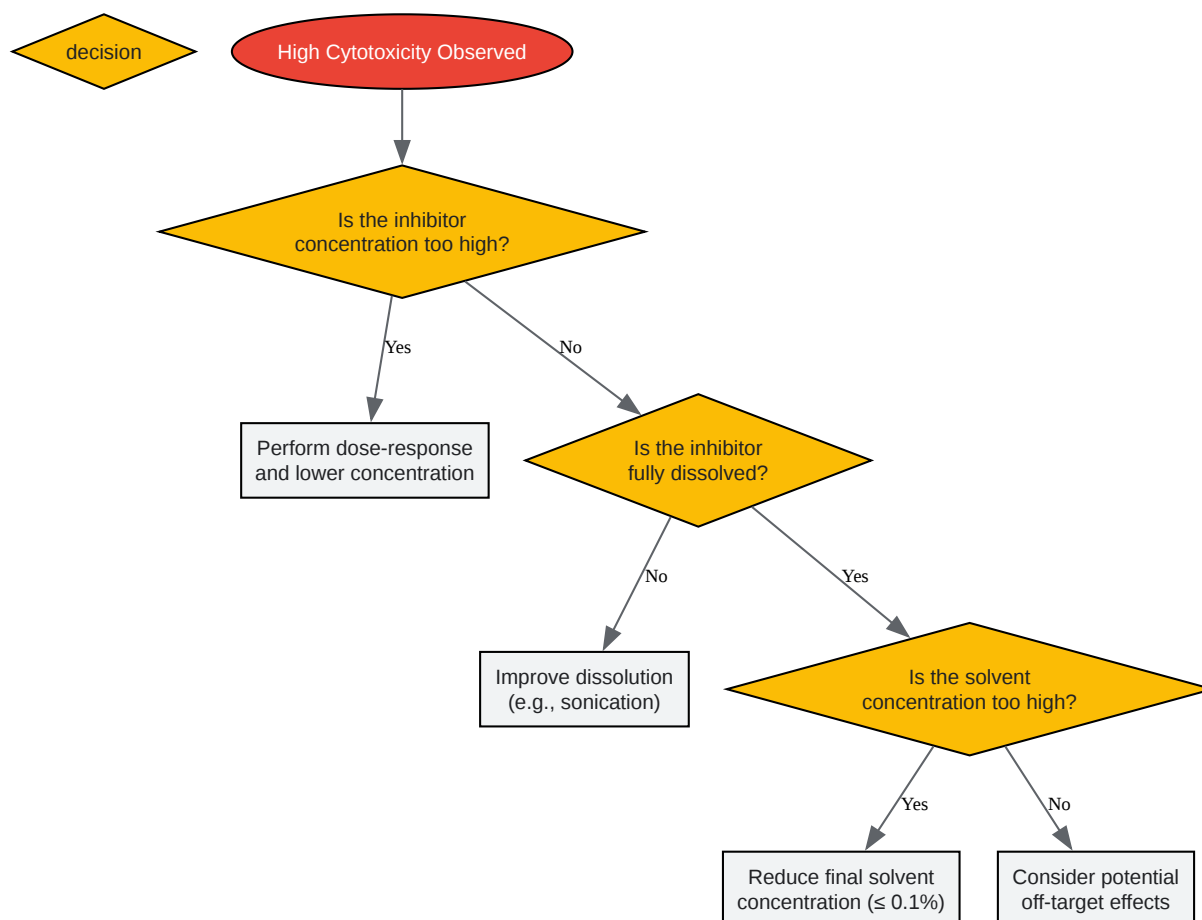 decision
High Cytotoxicity Observed
Is the inhibitor
concentration too high?
Yes
No
Perform dose-response
and lower concentration
Is the inhibitor
fully dissolved?
No
Yes
Improve dissolution
(e.g., sonication)
Is the solvent
concentration too high?
Yes
No
Reduce final solvent
concentration (≤ 0.1%)
Consider potential
off-target effects